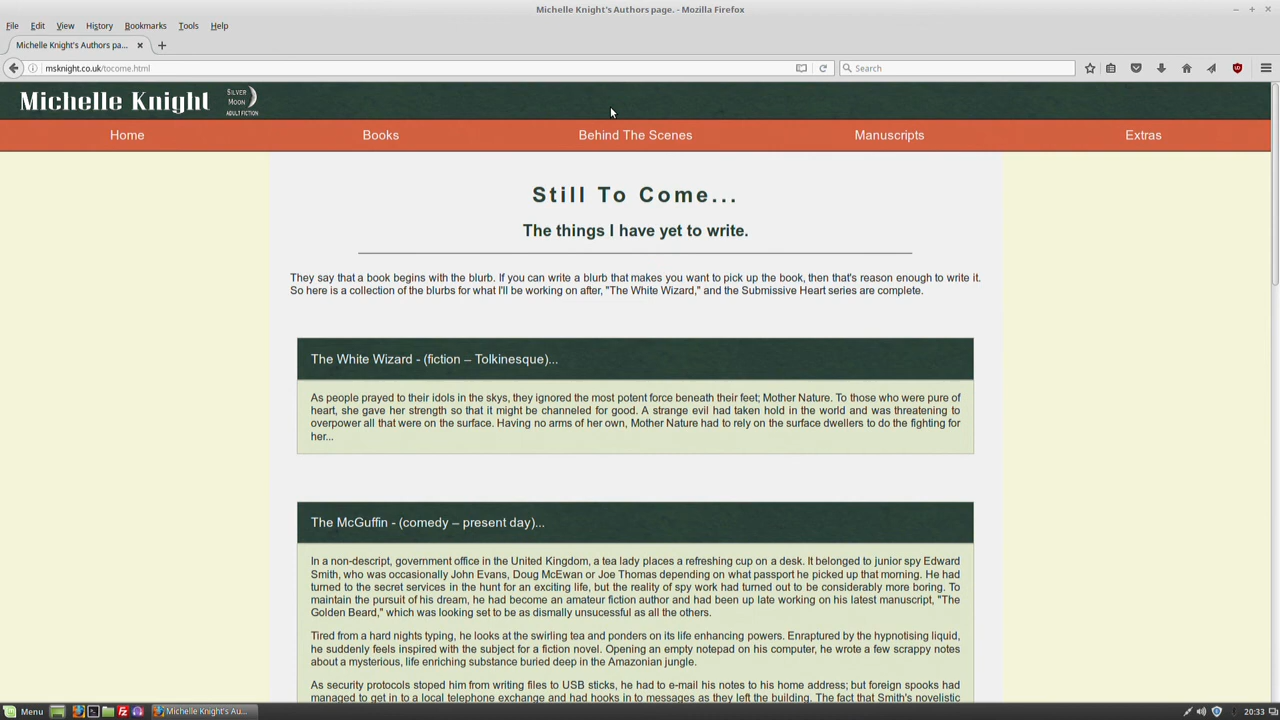 Michelle Knight's Authors page. - Mozilla Firefox
File Edit View History Bookmarks Tools Help
Michelle Knight's Authors pa...
msknight.co.uk/tocome.html
Search
Michelle Knight
SILVER
MOON
ADULT FICTION
Home Books Behind The Scenes Manuscripts Extras
Still To Come...
The things I have yet to write.
They say that a book begins with the blurb. If you can write a blurb that makes you want to pick up the book, then that's reason enough to write it.
So here is a collection of the blurbs for what I'll be working on after, "The White Wizard," and the Submissive Heart series are complete.
The White Wizard - (fiction – Tolkinesque)...
As people prayed to their idols in the skys, they ignored the most potent force beneath their feet; Mother Nature. To those who were pure of
heart, she gave her strength so that it might be channeled for good. A strange evil had taken hold in the world and was threatening to
overpower all that were on the surface. Having no arms of her own, Mother Nature had to rely on the surface dwellers to do the fighting for
her...
The McGuffin - (comedy – present day)...
In a non-descript, government office in the United Kingdom, a tea lady places a refreshing cup on a desk. It belonged to junior spy Edward
Smith, who was occasionally John Evans, Doug McEwan or Joe Thomas depending on what passport he picked up that morning. He had
turned to the secret services in the hunt for an exciting life, but the reality of spy work had turned out to be considerably more boring. To
maintain the pursuit of his dream, he had become an amateur fiction author and had been up late working on his latest manuscript, "The
Golden Beard," which was looking set to be as dismally unsucessful as all the others.
Tired from a hard nights typing, he looks at the swirling tea and ponders on its life enhancing powers. Enraptured by the hypnotising liquid,
he suddenly feels inspired with the subject for a fiction novel. Opening an empty notepad on his computer, he wrote a few scrappy notes
about a mysterious, life enriching substance buried deep in the Amazonian jungle.
As security protocols stoped him from writing files to USB sticks, he had to e-mail his notes to his home address; but foreign spooks had
managed to get in to a local telephone exchange and had hooks in to messages as they left the building. The fact that Smith's novelistic
Menu
Michelle Knight's Au...
20:33